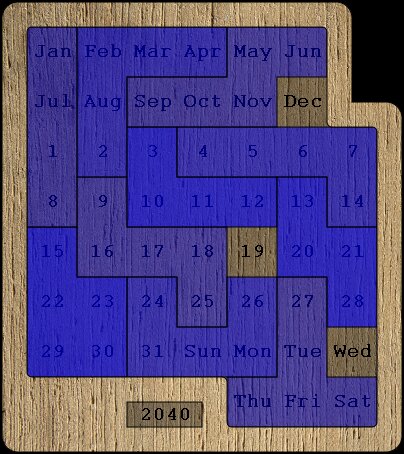 Jan Feb Mar Apr May Jun
Jul Aug Sep Oct Nov Dec
1 2 3 4 5 6 7
8 9 10 11 12 13 14
15 16 17 18 19 20 21
22 23 24 25 26 27 28
29 30 31 Sun Mon Tue Wed
Thu Fri Sat
2040